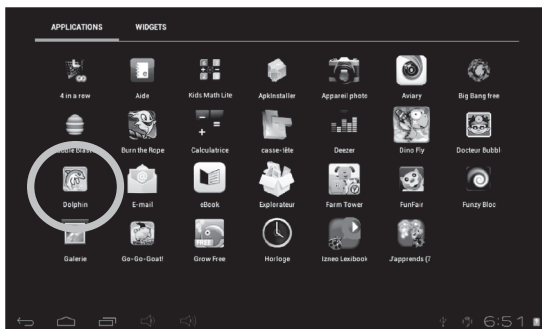 APPLICATIONS WIDGETS
4 in a row Aide Kids Math Lite ApkInstaller Appareil photo Aviary Big Bang free
Burn the Rope Calculatrice casse-tête Deezer Dino Fly Docteur Bubbl
Dolphin E-mail eBook Explorateur Farm Tower FunFair Funzy Bloc
FREE
Galerie Go-Go-Goat! Grow Free Horloge Izneo Lexibook J'apprends (7
6:51